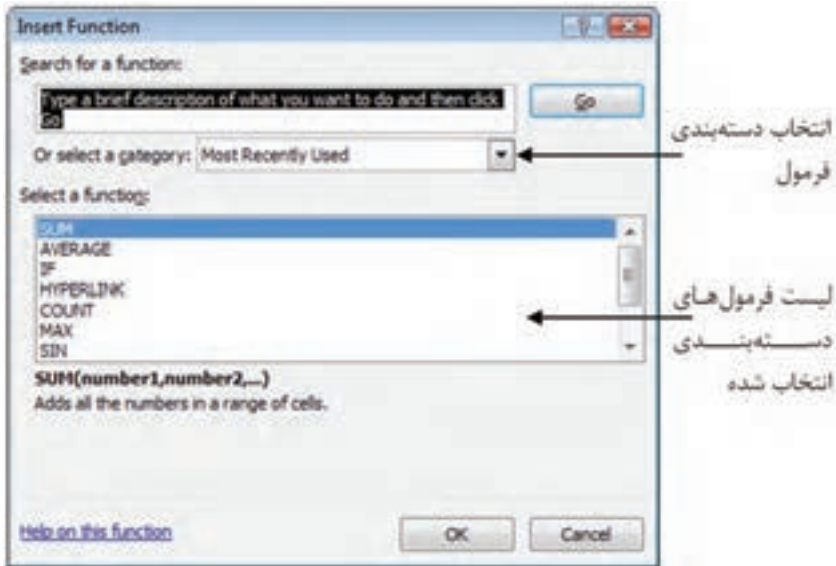 Insert Function
Search for a function:
Type a brief description of what you want to do and then click
Go
Go
Or select a category: Most Recently Used
انتخاب دسته‌بندی
فرمول
Select a function:
SUM
AVERAGE
IF
HYPERLINK
COUNT
MAX
SIN
لیست فرمول‌های
دسته‌بندی
انتخاب شده
SUM(number1,number2,...)
Adds all the numbers in a range of cells.
Help on this function
OK
Cancel